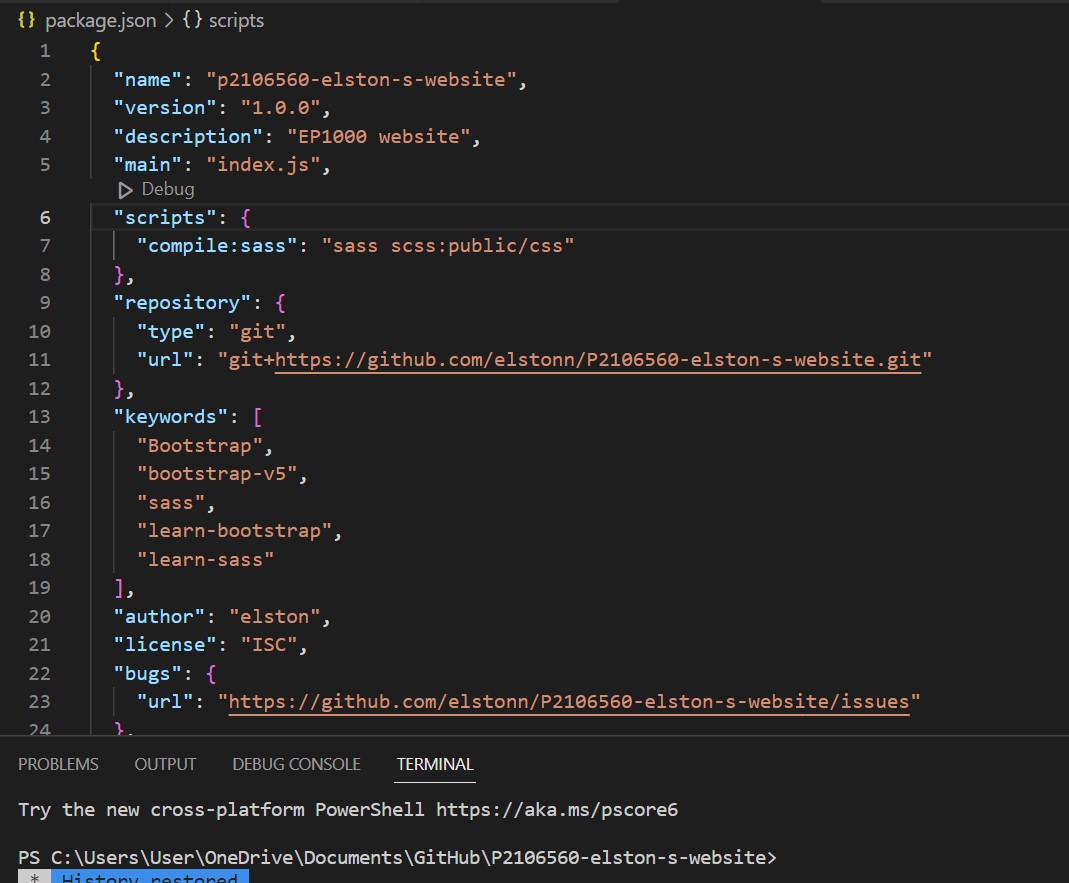 {} package.json > {} scripts
1 {
2 "name": "p2106560-elston-s-website",
3 "version": "1.0.0",
4 "description": "EP1000 website",
5 "main": "index.js",
Debug
6 "scripts": {
7 "compile:sass": "sass scss:public/css"
8 },
9 "repository": {
10 "type": "git",
11 "url": "git+https://github.com/elstonn/P2106560-elston-s-website.git"
12 },
13 "keywords": [
14 "Bootstrap",
15 "bootstrap-v5",
16 "sass",
17 "learn-bootstrap",
18 "learn-sass"
19 ],
20 "author": "elston",
21 "license": "ISC",
22 "bugs": {
23 "url": "https://github.com/elstonn/P2106560-elston-s-website/issues"
24 },
PROBLEMS OUTPUT DEBUG CONSOLE TERMINAL
Try the new cross-platform PowerShell https://aka.ms/pscore6
PS C:\Users\User\OneDrive\Documents\GitHub\P2106560-elston-s-website>
* History restored